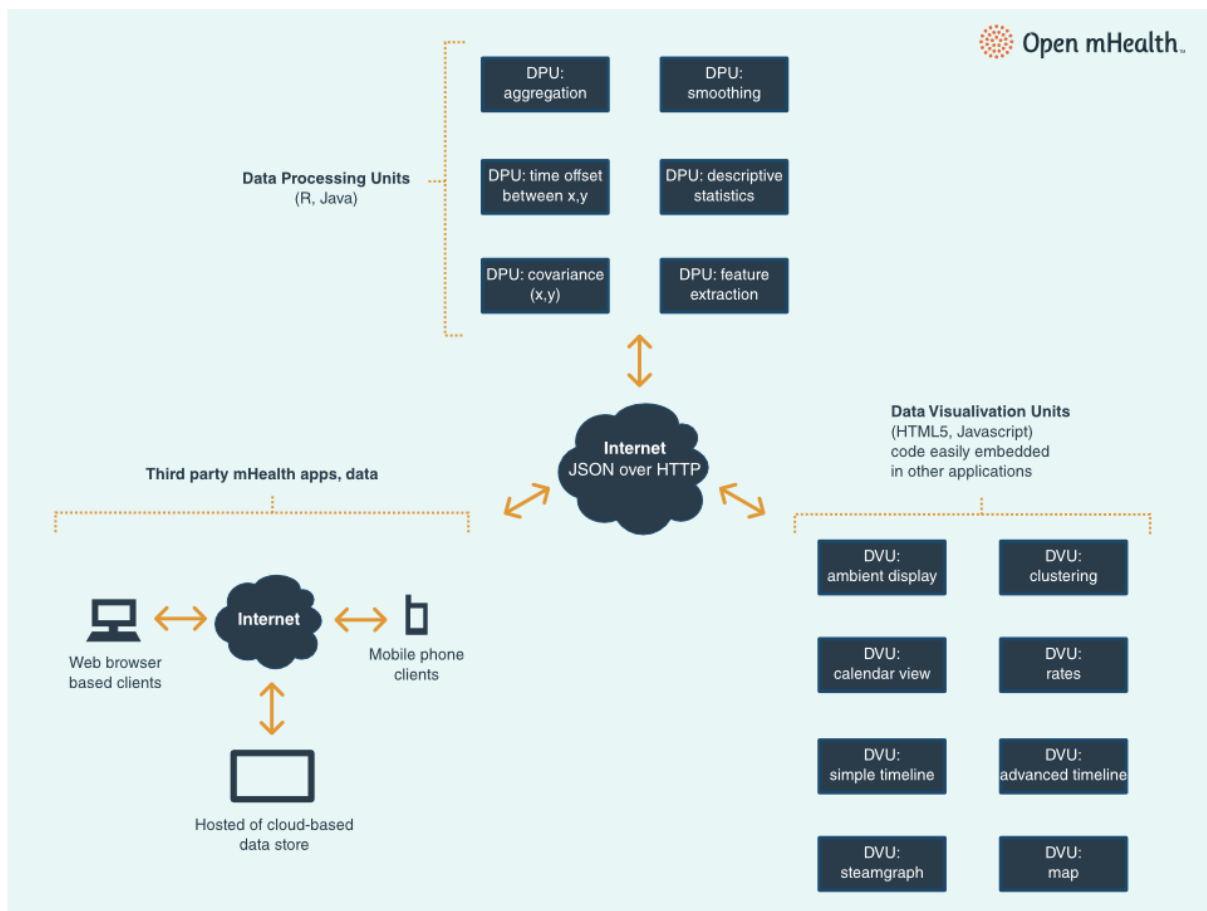 Open mHealth™
DPU:
aggregation
DPU:
smoothing
Data Processing Units
(R, Java)
DPU: time offset
between x,y
DPU: descriptive
statistics
DPU: covariance
(x,y)
DPU: feature
extraction
Internet
JSON over HTTP
Data Visualivation Units
(HTML5, Javascript)
code easily embedded
in other applications
Third party mHealth apps, data
Internet
Web browser
based clients
Mobile phone
clients
Hosted of cloud-based
data store
DVU:
ambient display
DVU:
clustering
DVU:
calendar view
DVU:
rates
DVU:
simple timeline
DVU:
advanced timeline
DVU:
steamgraph
DVU:
map